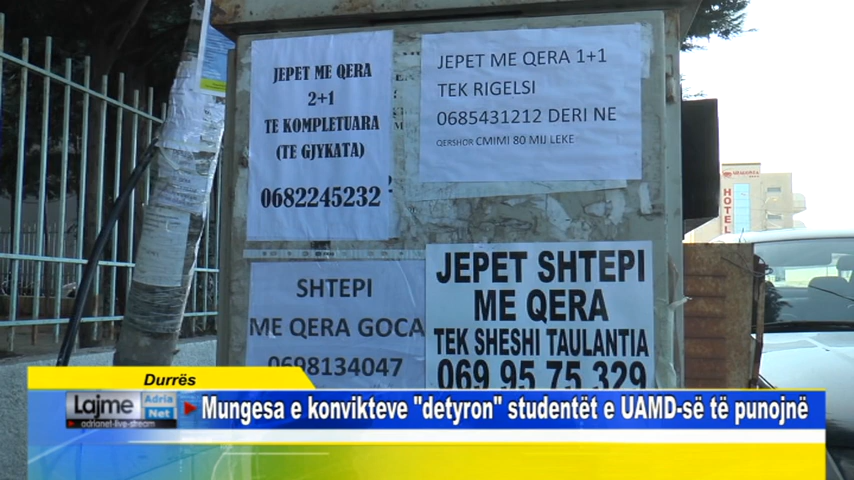 JEPET ME QERA
2+1
TE KOMPLETUARA
(TE GJYKATA)
0682245232
JEPET ME QERA 1+1
TEK RIGELSI
0685431212 DERI NE
QERSHOR CMIMI 80 MIJ LEKE
SHTEPI
ME QERA GOCA
0698134047
JEPET SHTEPI
ME QERA
TEK SHESHI TAULANTIA
069 95 75 329
HOTEL
Durrës
Lajme Adria Net
adrianet-live-stream
Mungesa e konvikteve "detyron" studentët e UAMD-së të punojnë